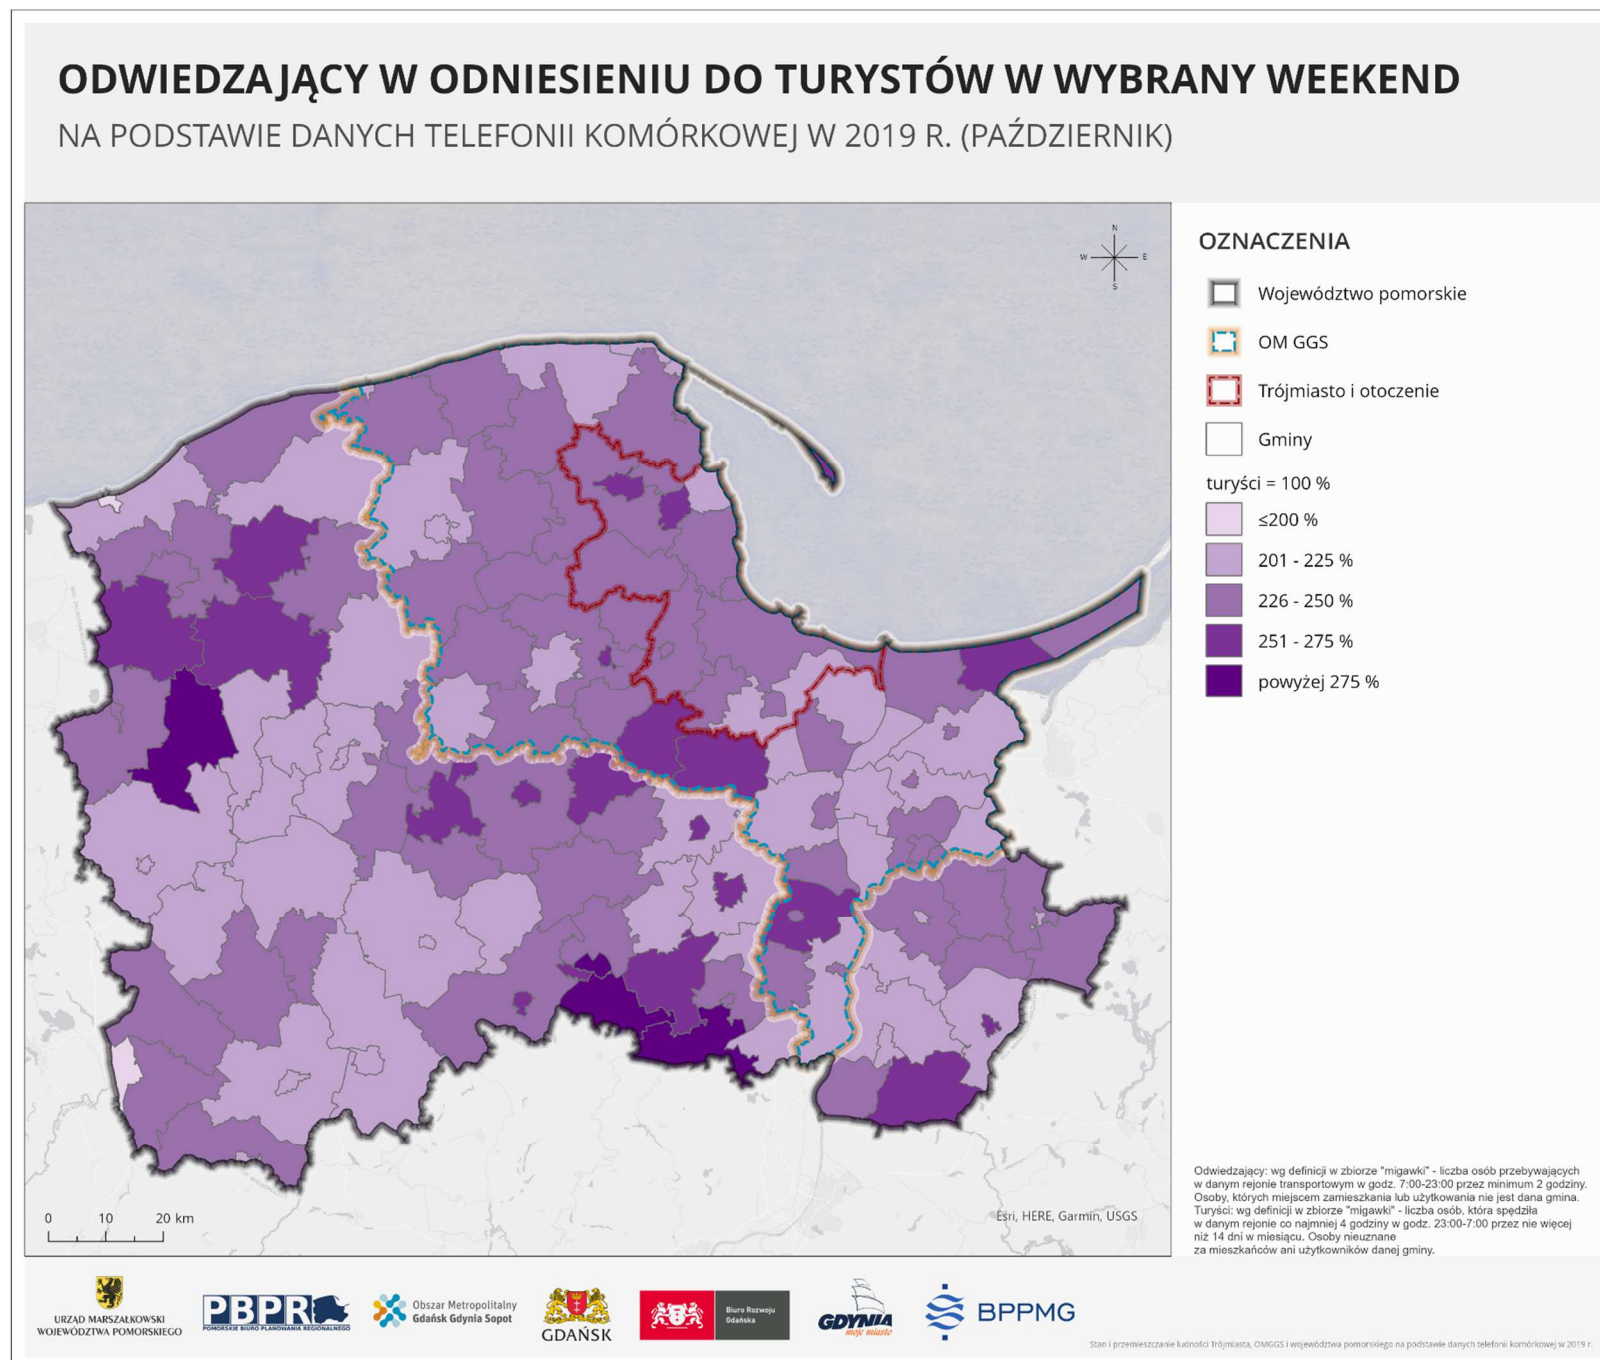 ODWIEDZAJĄCY W ODNIESIENIU DO TURYSTÓW W WYBRANY WEEKEND
NA PODSTAWIE DANYCH TELEFONII KOMÓRKOWEJ W 2019 R. (PAŹDZIERNIK)
N
W E
S
OZNACZENIA
Województwo pomorskie
OM GGS
Trójmiasto i otoczenie
Gminy
turyści = 100 %
≤200 %
201 - 225 %
226 - 250 %
251 - 275 %
powyżej 275 %
Odwiedzający: wg definicji w zbiorze "migawki" - liczba osób przebywających
w danym rejonie transportowym w godz. 7:00-23:00 przez minimum 2 godziny.
Osoby, których miejscem zamieszkania lub użytkowania nie jest dana gmina.
Turyści: wg definicji w zbiorze "migawki" - liczba osób, która spędziła
w danym rejonie co najmniej 4 godziny w godz. 23:00-7:00 przez nie więcej
niż 14 dni w miesiącu. Osoby nieuznane
za mieszkańców ani użytkowników danej gminy.
0 10 20 km
Esri, HERE, Garmin, USGS
URZĄD MARSZAŁKOWSKI
WOJEWÓDZTWA POMORSKIEGO
PBPR
POMORSKIE BIURO PLANOWANIA REGIONALNEGO
Obszar Metropolitalny
Gdańsk Gdynia Sopot
GDAŃSK
Biuro Rozwoju
Gdańska
GDYNIA
moje miasto
BPPMG
Stan i przemieszczanie ludności Trójmiasta, OMGGS i województwa pomorskiego na podstawie danych telefonii komórkowej w 2019 r.